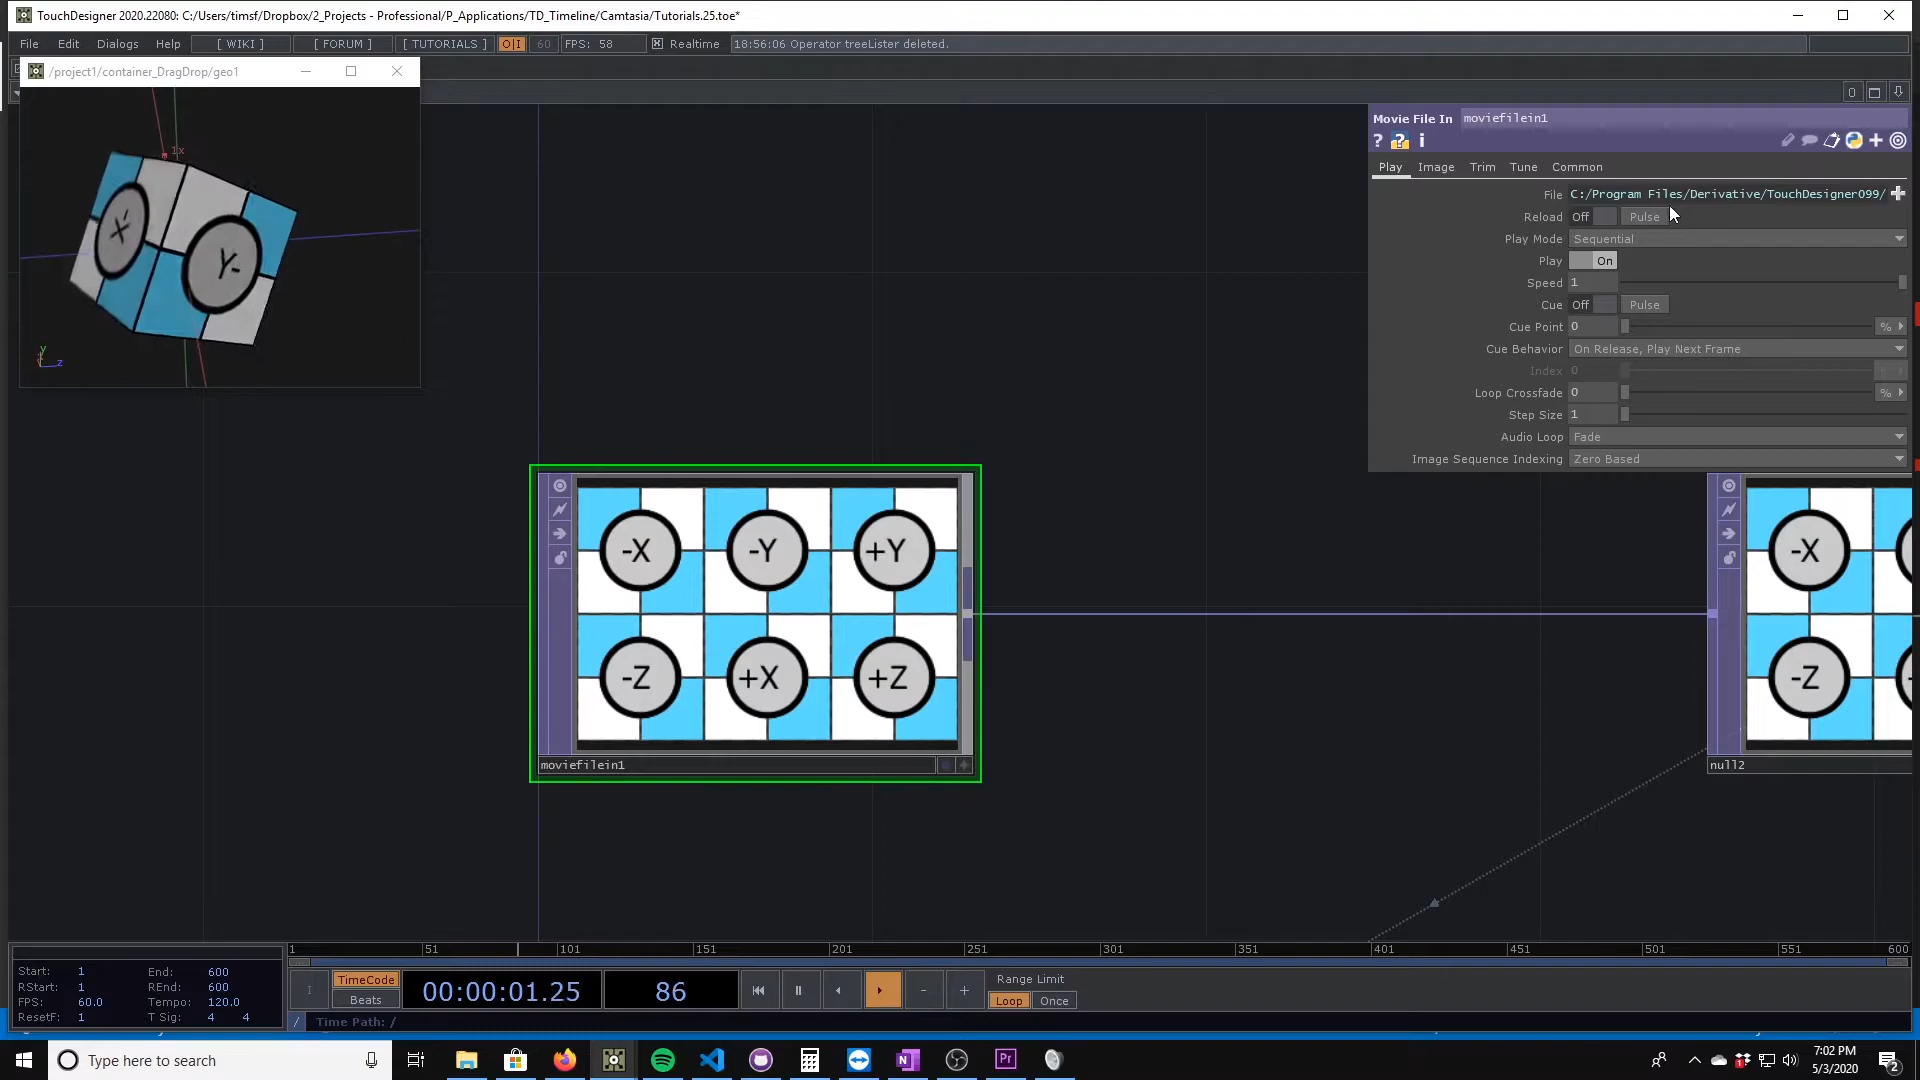 TouchDesigner 2020.22080: C:/Users/timsf/Dropbox/2_Projects - Professional/P_Applications/TD_Timeline/Camtasia/Tutorials.25.toe*
File Edit Dialogs Help [ WIKI ] [ FORUM ] [ TUTORIALS ] O|I 60 FPS: 58 Realtime 18:56:06 Operator treeLister deleted.
/project1/container_DragDrop/geo1
0
1x
X-
Y-
y
z
Movie File In moviefilein1
? ? i
Play Image Trim Tune Common
File C:/Program Files/Derivative/TouchDesigner099/
Reload Off Pulse
Play Mode Sequential
Play On
Speed 1
Cue Off Pulse
Cue Point 0 %
Cue Behavior On Release, Play Next Frame
Index 0
Loop Crossfade 0 %
Step Size 1
Audio Loop Fade
Image Sequence Indexing Zero Based
-X -Y +Y
-Z +X +Z
moviefilein1
-X
-Z
null2
1 51 101 151 201 251 301 351 401 451 501 551 600
Start: 1 End: 600
RStart: 1 REnd: 600
FPS: 60.0 Tempo: 120.0
ResetF: 1 T Sig: 4 4
I TimeCode Beats 00:00:01.25 86 - + Range Limit Loop Once
/ Time Path: /
Type here to search
Pr
7:02 PM
5/3/2020
2